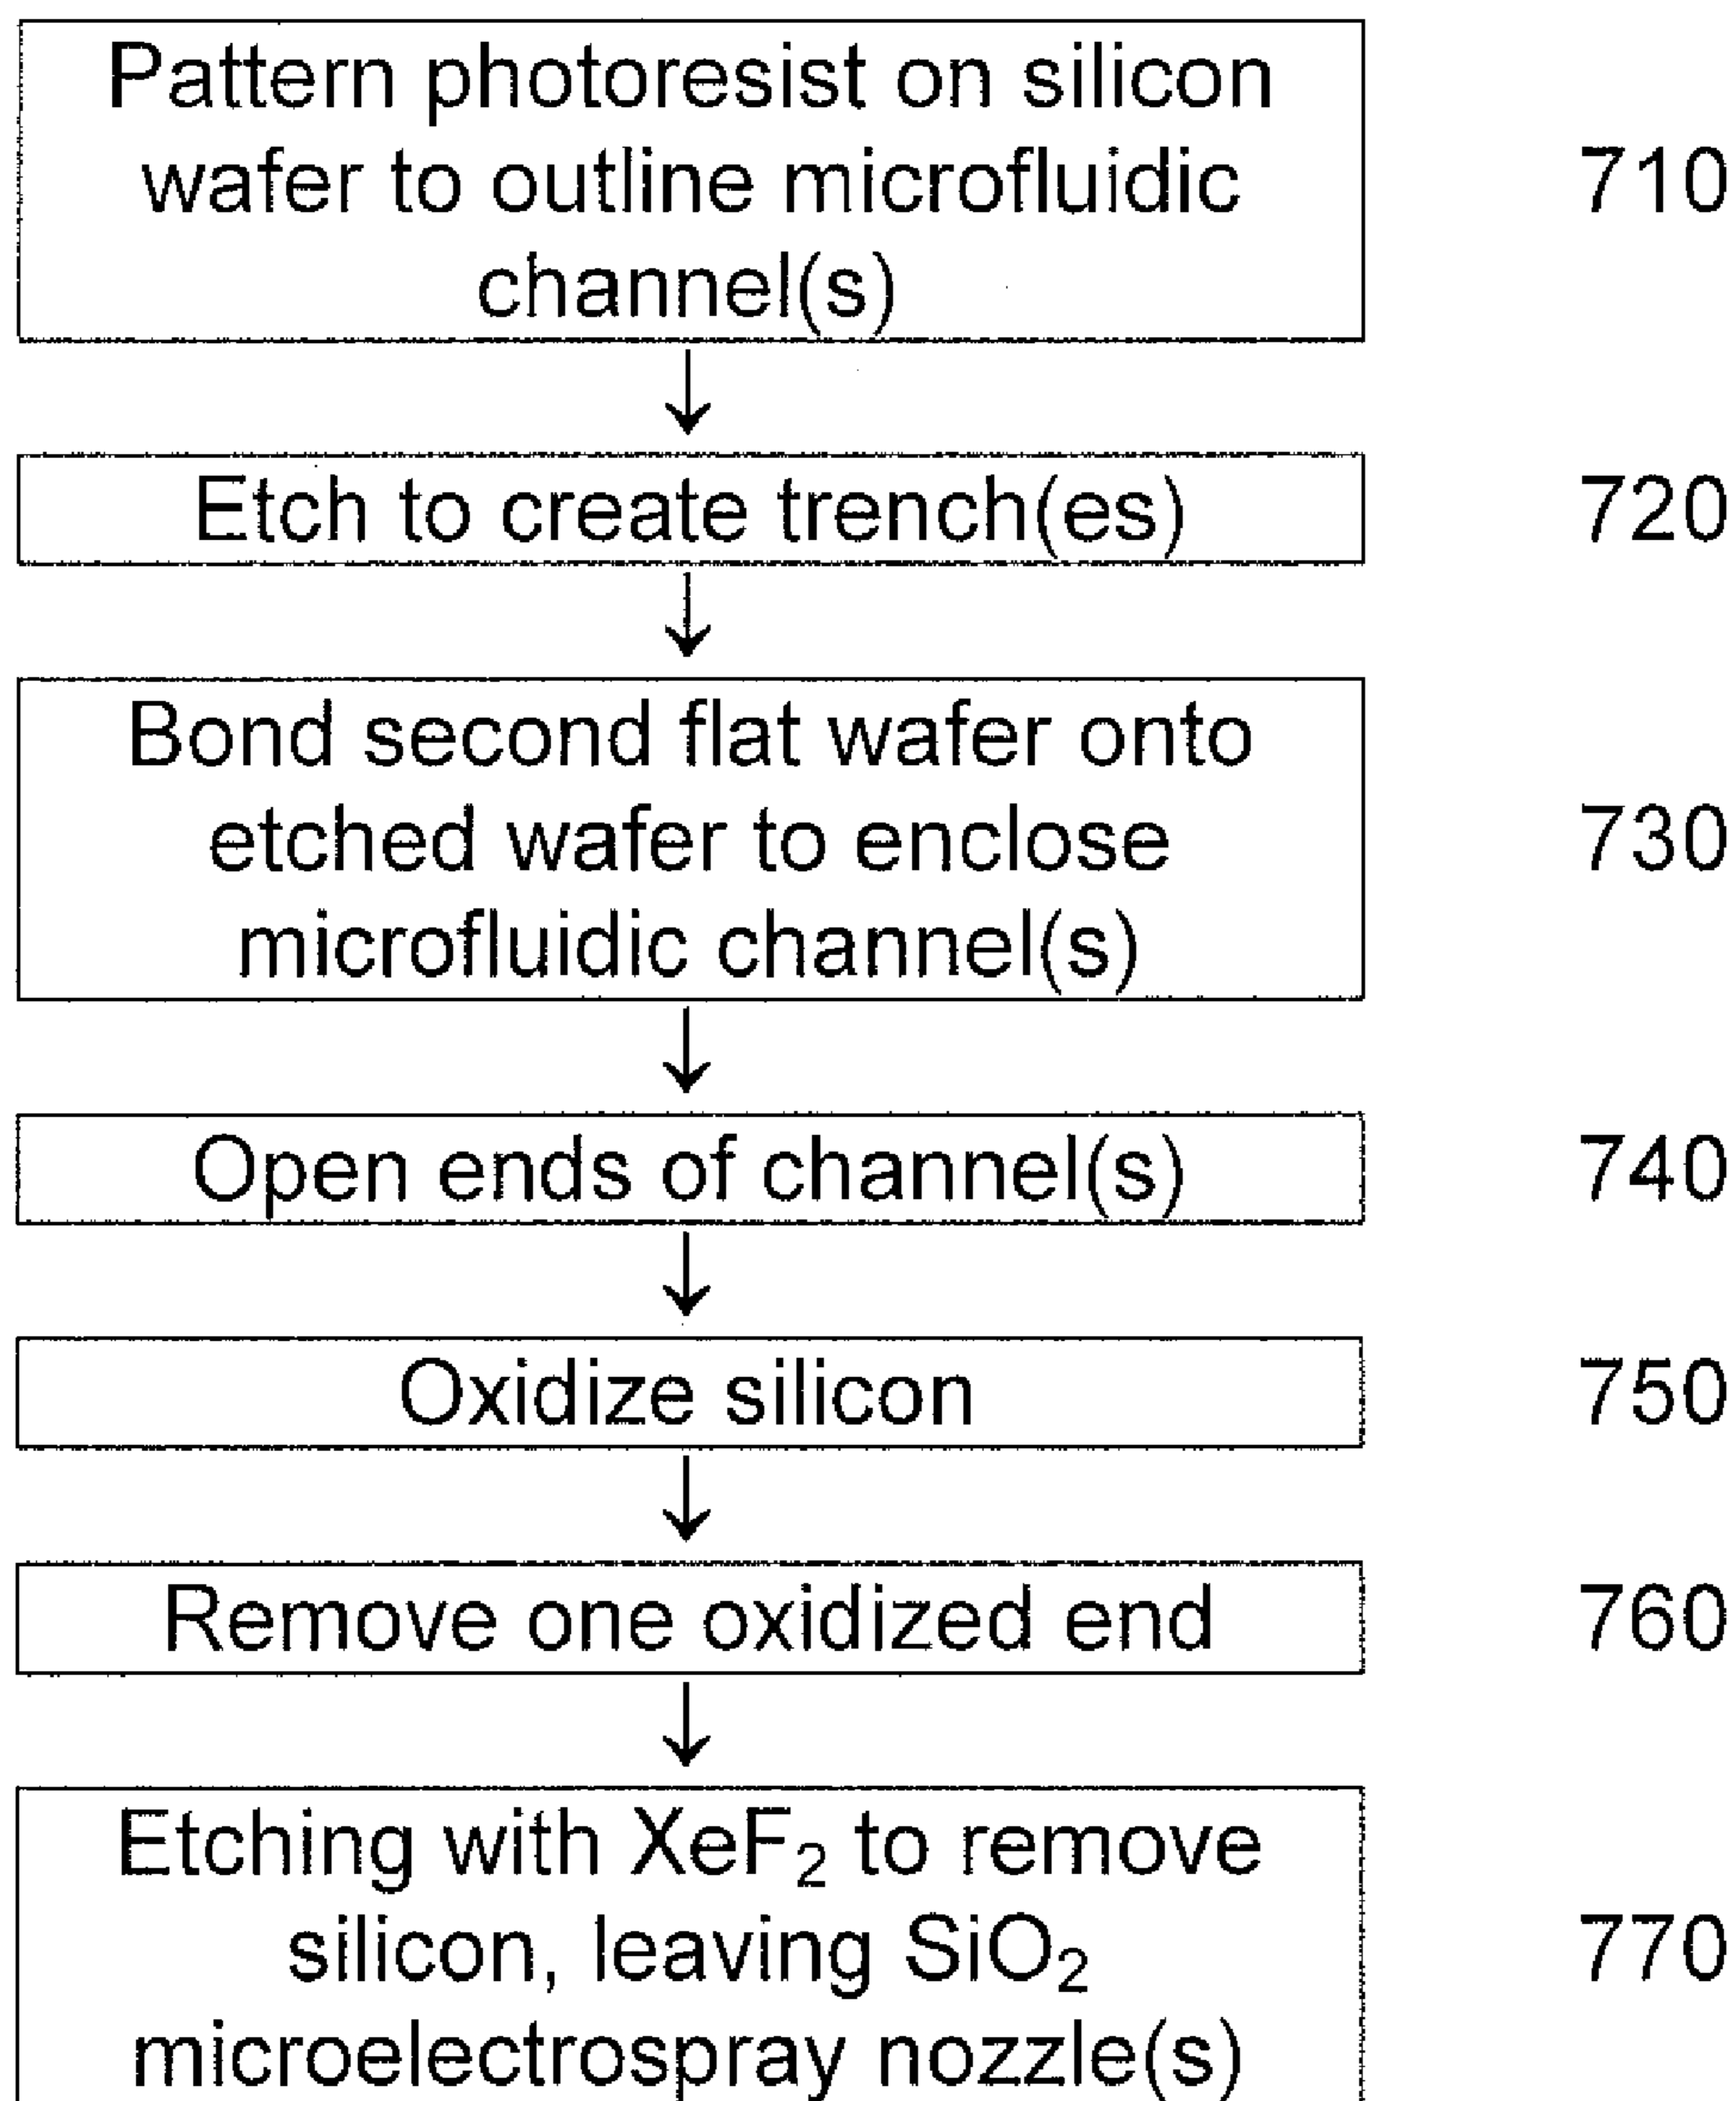 Pattern photoresist on silicon
wafer to outline microfluidic
channel(s)
710
Etch to create trench(es)
720
Bond second flat wafer onto
etched wafer to enclose
microfluidic channel(s)
730
Open ends of channel(s)
740
Oxidize silicon
750
Remove one oxidized end
760
Etching with XeF₂ to remove
silicon, leaving SiO₂
microelectrospray nozzle(s)
770